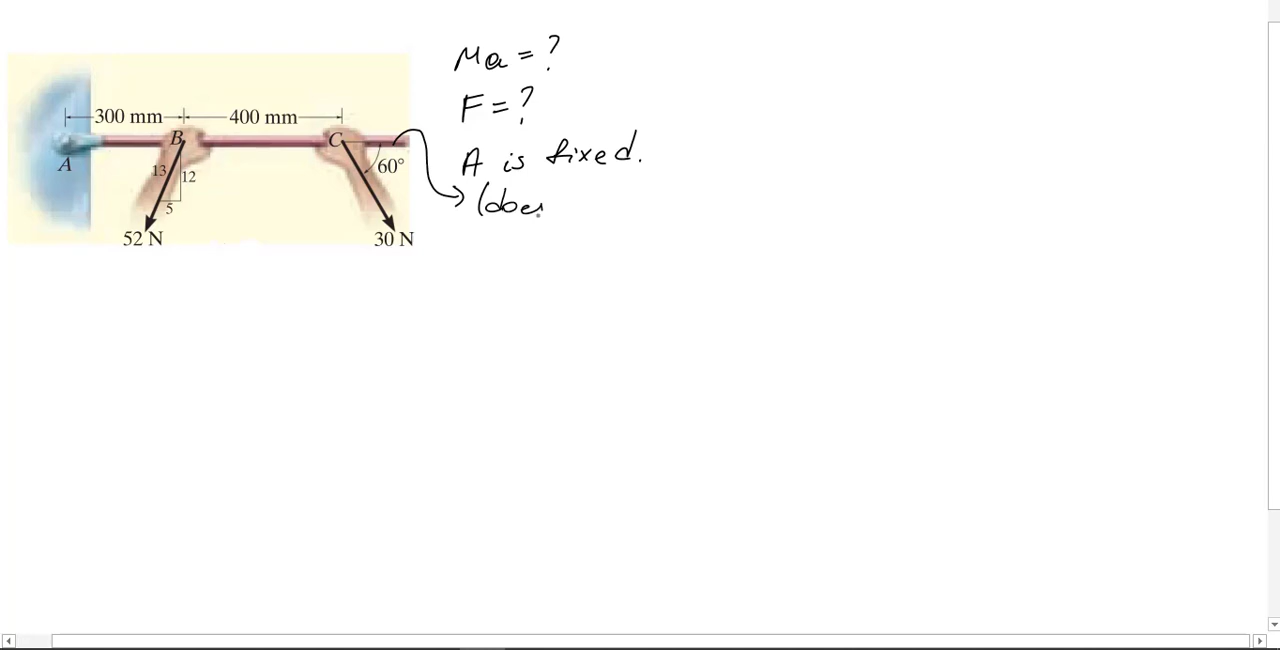 Ma = ?
F = ?
A is fixed.
300 mm
400 mm
B
C
A
13
12
5
60°
52 N
30 N